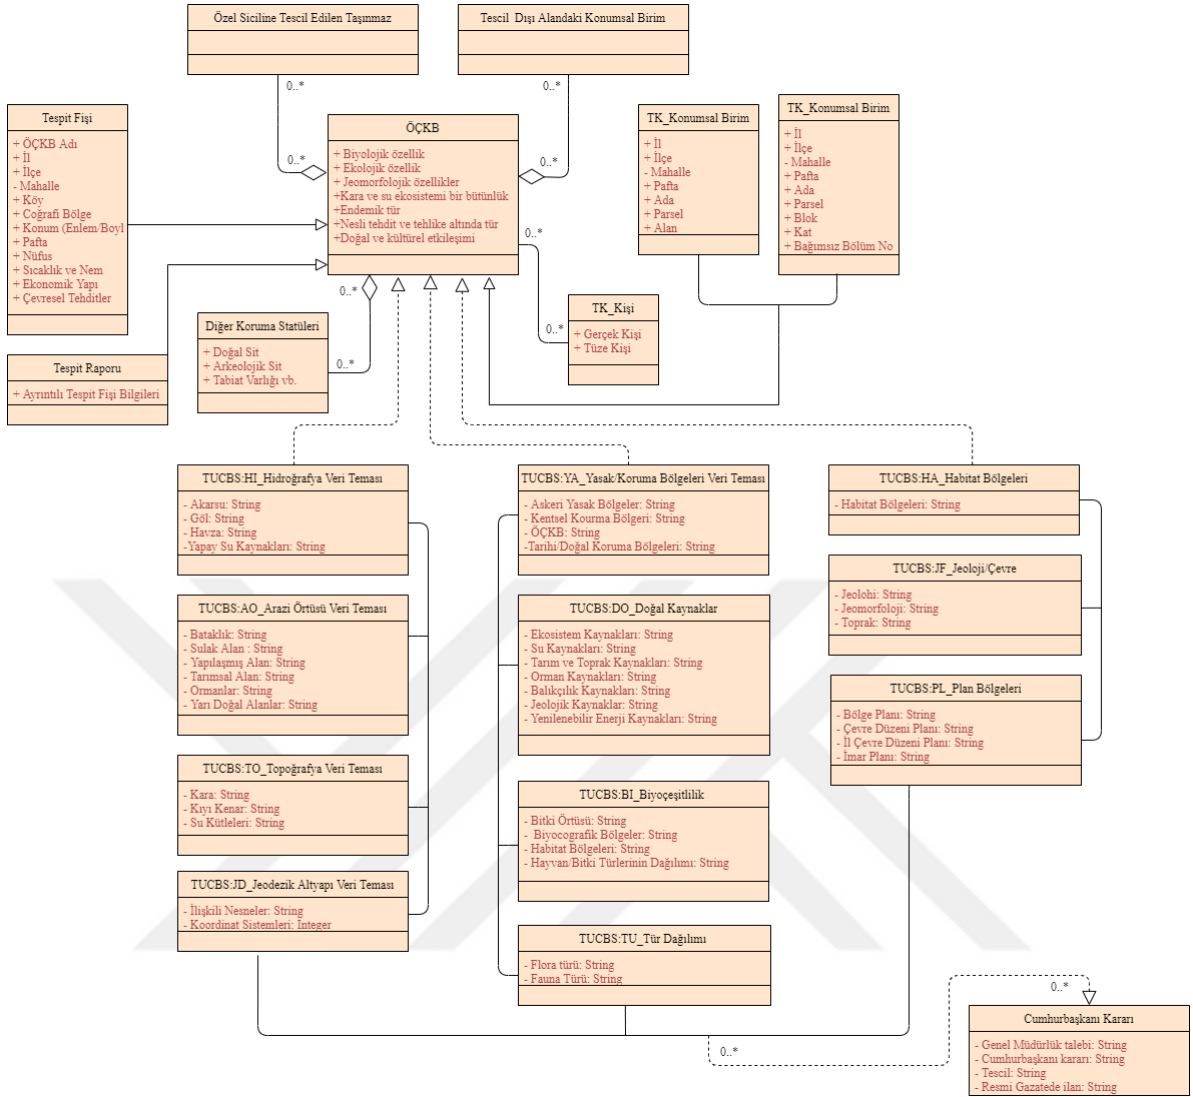 Özel Siciline Tescil Edilen Taşınmaz
Tescil Dışı Alandaki Konumsal Birim
0..*
0..*
0..*
0..*
Tespit Fişi
+ ÖÇKB Adı
+ İl
+ İlçe
- Mahalle
+ Köy
+ Coğrafi Bölge
+ Konum (Enlem/Boyl
+ Pafta
+ Nüfus
+ Sıcaklık ve Nem
+ Ekonomik Yapı
+ Çevresel Tehditler
ÖÇKB
+ Biyolojik özellik
+ Ekolojik özellik
+ Jeomorfolojik özellikler
+Kara ve su ekosistemi bir bütünlük
+Endemik tür
+Nesli tehdit ve tehlike altında tür
+Doğal ve kültürel etkileşimi
TK_Konumsal Birim
+ İl
+ İlçe
- Mahalle
+ Pafta
+ Ada
+ Parsel
+ Alan
TK_Konumsal Birim
+ İl
+ İlçe
- Mahalle
+ Pafta
+ Ada
+ Parsel
+ Blok
+ Kat
+ Bağımsız Bölüm No
0..*
0..*
TK_Kişi
+ Gerçek Kişi
+ Tüze Kişi
0..*
0..*
Diğer Koruma Statüleri
+ Doğal Sit
+ Arkeolojik Sit
+ Tabiat Varlığı vb.
Tespit Raporu
+ Ayrıntılı Tespit Fişi Bilgileri
TUCBS:HI_Hidroğrafya Veri Teması
- Akarsu: String
- Göl: String
- Havza: String
-Yapay Su Kaynakları: String
TUCBS:AO_Arazi Örtüsü Veri Teması
- Bataklık: String
- Sulak Alan : String
- Yapılaşmış Alan: String
- Tarımsal Alan: String
- Ormanlar: String
- Yarı Doğal Alanlar: String
TUCBS:TO_Topoğrafya Veri Teması
- Kara: String
- Kıyı Kenar: String
- Su Kütleleri: String
TUCBS:JD_Jeodezik Altyapı Veri Teması
- İlişkili Nesneler: String
- Koordinat Sistemleri: Integer
TUCBS:YA_Yasak/Koruma Bölgeleri Veri Teması
- Askeri Yasak Bölgeler: String
- Kentsel Kourma Bölgeri: String
- ÖÇKB: String
-Tarihi/Doğal Koruma Bölgeleri: String
TUCBS:DO_Doğal Kaynaklar
- Ekosistem Kaynakları: String
- Su Kaynakları: String
- Tarım ve Toprak Kaynakları: String
- Orman Kaynakları: String
- Balıkçılık Kaynakları: String
- Jeolojik Kaynaklar: String
- Yenilenebilir Enerji Kaynakları: String
TUCBS:BI_Biyoçeşitlilik
- Bitki Örtüsü: String
- Biyocografik Bölgeler: String
- Habitat Bölgeleri: String
- Hayvan/Bitki Türlerinin Dağılımı: String
TUCBS:TU_Tür Dağılımı
- Flora türü: String
- Fauna Türü: String
TUCBS:HA_Habitat Bölgeleri
- Habitat Bölgeleri: String
TUCBS:JF_Jeoloji/Çevre
- Jeolohi: String
- Jeomorfoloji: String
- Toprak: String
TUCBS:PL_Plan Bölgeleri
- Bölge Planı: String
- Çevre Düzeni Planı: String
- İl Çevre Düzeni Planı: String
- İmar Planı: String
0..*
0..*
Cumhurbaşkanı Kararı
- Genel Müdürlük talebi: String
- Cumhurbaşkanı kararı: String
- Tescil: String
- Resmi Gazatede ilan: String